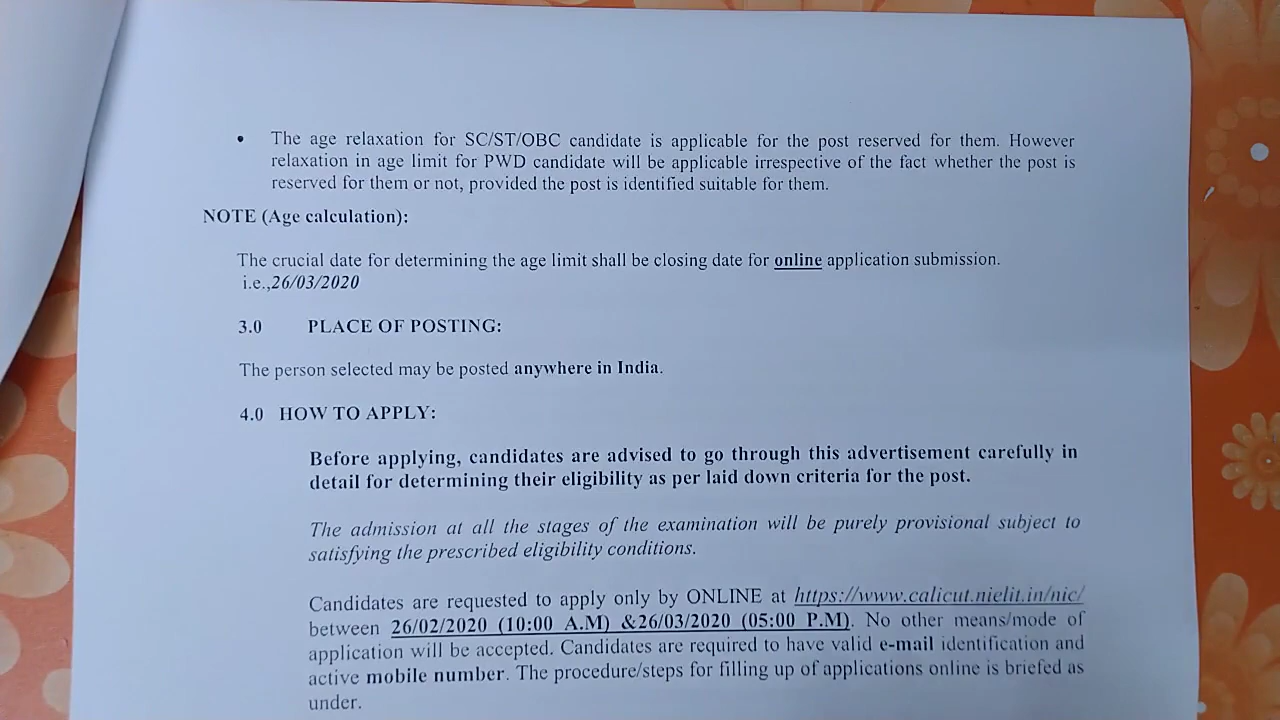 • The age relaxation for SC/ST/OBC candidate is applicable for the post reserved for them. However
relaxation in age limit for PWD candidate will be applicable irrespective of the fact whether the post is
reserved for them or not, provided the post is identified suitable for them.
NOTE (Age calculation):
The crucial date for determining the age limit shall be closing date for online application submission.
i.e.,26/03/2020
3.0 PLACE OF POSTING:
The person selected may be posted anywhere in India.
4.0 HOW TO APPLY:
Before applying, candidates are advised to go through this advertisement carefully in
detail for determining their eligibility as per laid down criteria for the post.
The admission at all the stages of the examination will be purely provisional subject to
satisfying the prescribed eligibility conditions.
Candidates are requested to apply only by ONLINE at https://www.calicut.nielit.in/nic/
between 26/02/2020 (10:00 A.M) &26/03/2020 (05:00 P.M). No other means/mode of
application will be accepted. Candidates are required to have valid e-mail identification and
active mobile number. The procedure/steps for filling up of applications online is briefed as
under.